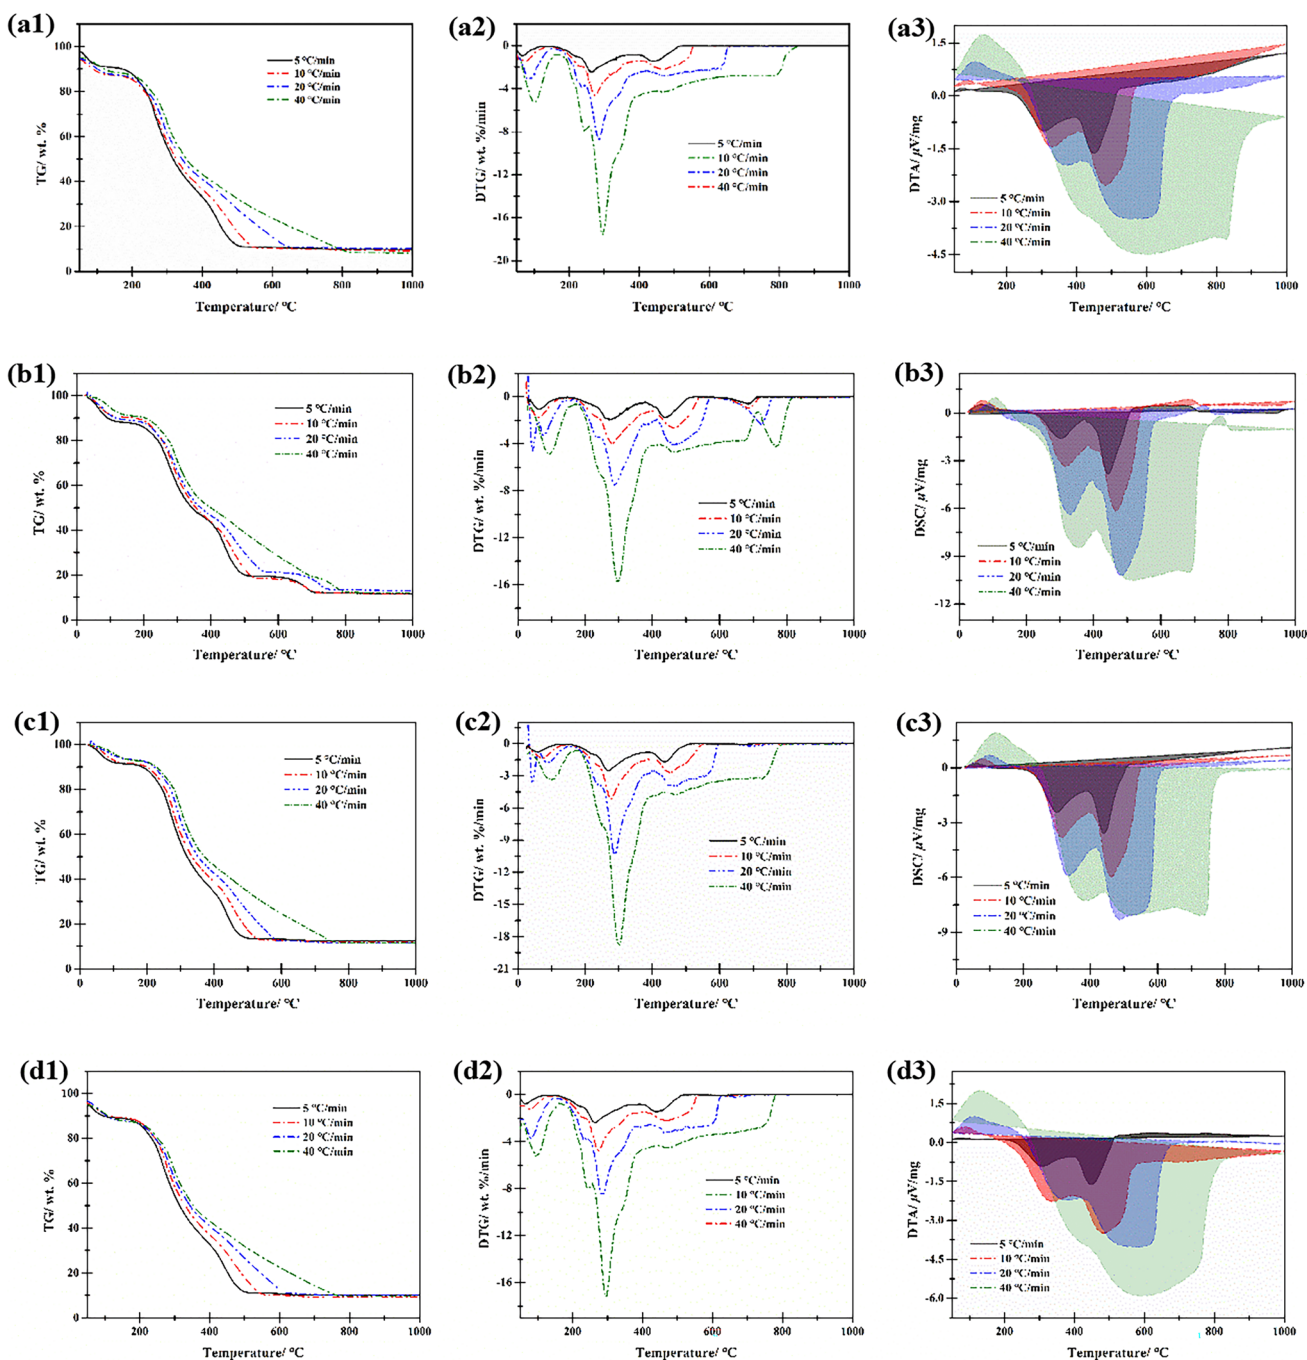 (a1)
100
80
60
40
20
0
TG/ wt. %
5 °C/min
10 °C/min
20 °C/min
40 °C/min
200 400 600 800 1000
Temperature/ °C
(a2)
0
-4
-8
-12
-16
-20
DTG/ wt. %/min
5 °C/min
10 °C/min
20 °C/min
40 °C/min
200 400 600 800 1000
Temperature/ °C
(a3)
1.5
0.0
-1.5
-3.0
-4.5
DTA/ μV/mg
5 °C/min
10 °C/min
20 °C/min
40 °C/min
200 400 600 800 1000
Temperature/ °C
(b1)
100
80
60
40
20
0
TG/ wt. %
5 °C/min
10 °C/min
20 °C/min
40 °C/min
0 200 400 600 800 1000
Temperature/ °C
(b2)
0
-4
-8
-12
-16
DTG/ wt. %/min
5 °C/min
10 °C/min
20 °C/min
40 °C/min
0 200 400 600 800 1000
Temperature/ °C
(b3)
0
-3
-6
-9
-12
DSC/ μV/mg
5 °C/min
10 °C/min
20 °C/min
40 °C/min
0 200 400 600 800 1000
Temperature/ °C
(c1)
100
80
60
40
20
0
TG/ wt. %
5 °C/min
10 °C/min
20 °C/min
40 °C/min
0 200 400 600 800 1000
Temperature/ °C
(c2)
0
-3
-6
-9
-12
-15
-18
-21
DTG/ wt. %/min
5 °C/min
10 °C/min
20 °C/min
40 °C/min
0 200 400 600 800 1000
Temperature/ °C
(c3)
0
-3
-6
-9
DSC/ μV/mg
5 °C/min
10 °C/min
20 °C/min
40 °C/min
0 200 400 600 800 1000
Temperature/ °C
(d1)
100
80
60
40
20
0
TG/ wt. %
5 °C/min
10 °C/min
20 °C/min
40 °C/min
200 400 600 800 1000
Temperature/ °C
(d2)
0
-4
-8
-12
-16
DTG/ wt. %/min
5 °C/min
10 °C/min
20 °C/min
40 °C/min
200 400 600 800 1000
Temperature/ °C
(d3)
1.5
0.0
-1.5
-3.0
-4.5
-6.0
DTA/ μV/mg
5 °C/min
10 °C/min
20 °C/min
40 °C/min
200 400 600 800 1000
Temperature/ °C